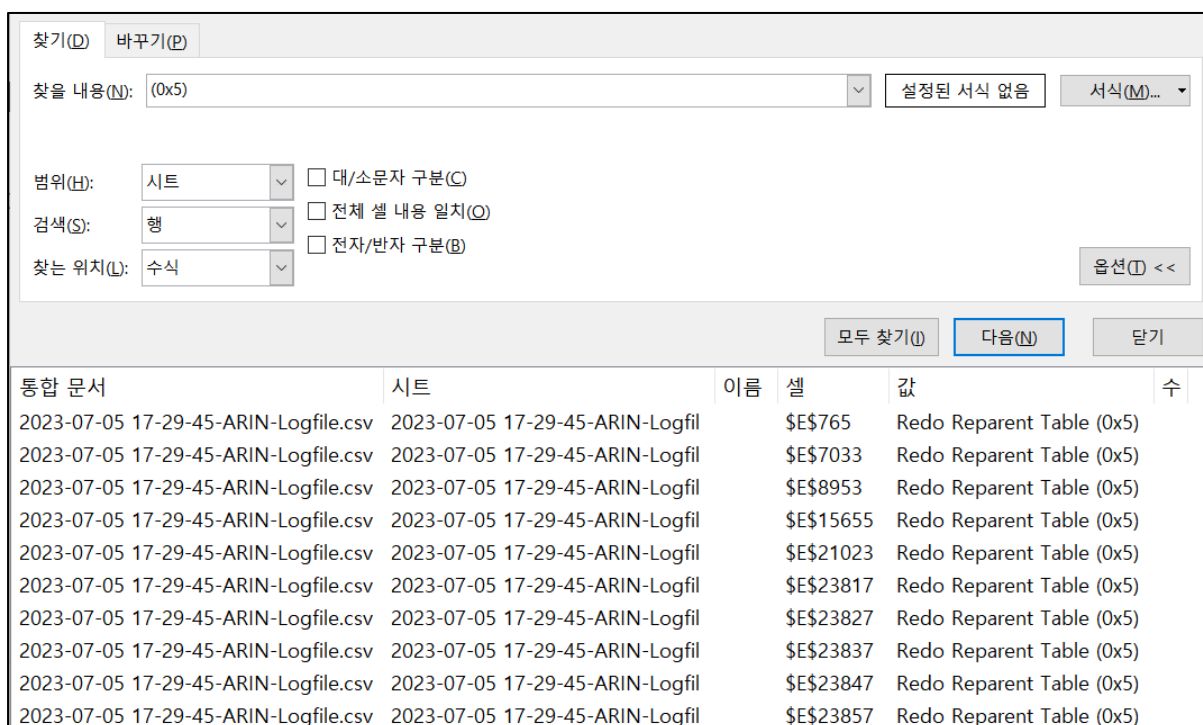 찾기(D) 바꾸기(P)
찾을 내용(N): (0x5) 설정된 서식 없음 서식(M)...
범위(H): 시트 대/소문자 구분(C)
검색(S): 행 전체 셀 내용 일치(O)
찾는 위치(L): 수식 전자/반자 구분(B)
옵션(T) <<
모두 찾기(I) 다음(N) 닫기
통합 문서 시트 이름 셀 값 수
2023-07-05 17-29-45-ARIN-Logfile.csv 2023-07-05 17-29-45-ARIN-Logfil $E$765 Redo Reparent Table (0x5)
2023-07-05 17-29-45-ARIN-Logfile.csv 2023-07-05 17-29-45-ARIN-Logfil $E$7033 Redo Reparent Table (0x5)
2023-07-05 17-29-45-ARIN-Logfile.csv 2023-07-05 17-29-45-ARIN-Logfil $E$8953 Redo Reparent Table (0x5)
2023-07-05 17-29-45-ARIN-Logfile.csv 2023-07-05 17-29-45-ARIN-Logfil $E$15655 Redo Reparent Table (0x5)
2023-07-05 17-29-45-ARIN-Logfile.csv 2023-07-05 17-29-45-ARIN-Logfil $E$21023 Redo Reparent Table (0x5)
2023-07-05 17-29-45-ARIN-Logfile.csv 2023-07-05 17-29-45-ARIN-Logfil $E$23817 Redo Reparent Table (0x5)
2023-07-05 17-29-45-ARIN-Logfile.csv 2023-07-05 17-29-45-ARIN-Logfil $E$23827 Redo Reparent Table (0x5)
2023-07-05 17-29-45-ARIN-Logfile.csv 2023-07-05 17-29-45-ARIN-Logfil $E$23837 Redo Reparent Table (0x5)
2023-07-05 17-29-45-ARIN-Logfile.csv 2023-07-05 17-29-45-ARIN-Logfil $E$23847 Redo Reparent Table (0x5)
2023-07-05 17-29-45-ARIN-Logfile.csv 2023-07-05 17-29-45-ARIN-Logfil $E$23857 Redo Reparent Table (0x5)